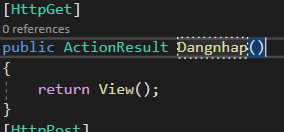 [HttpGet]
0 references
public ActionResult Dangnhap()
{
return View();
}
[HttpPost]